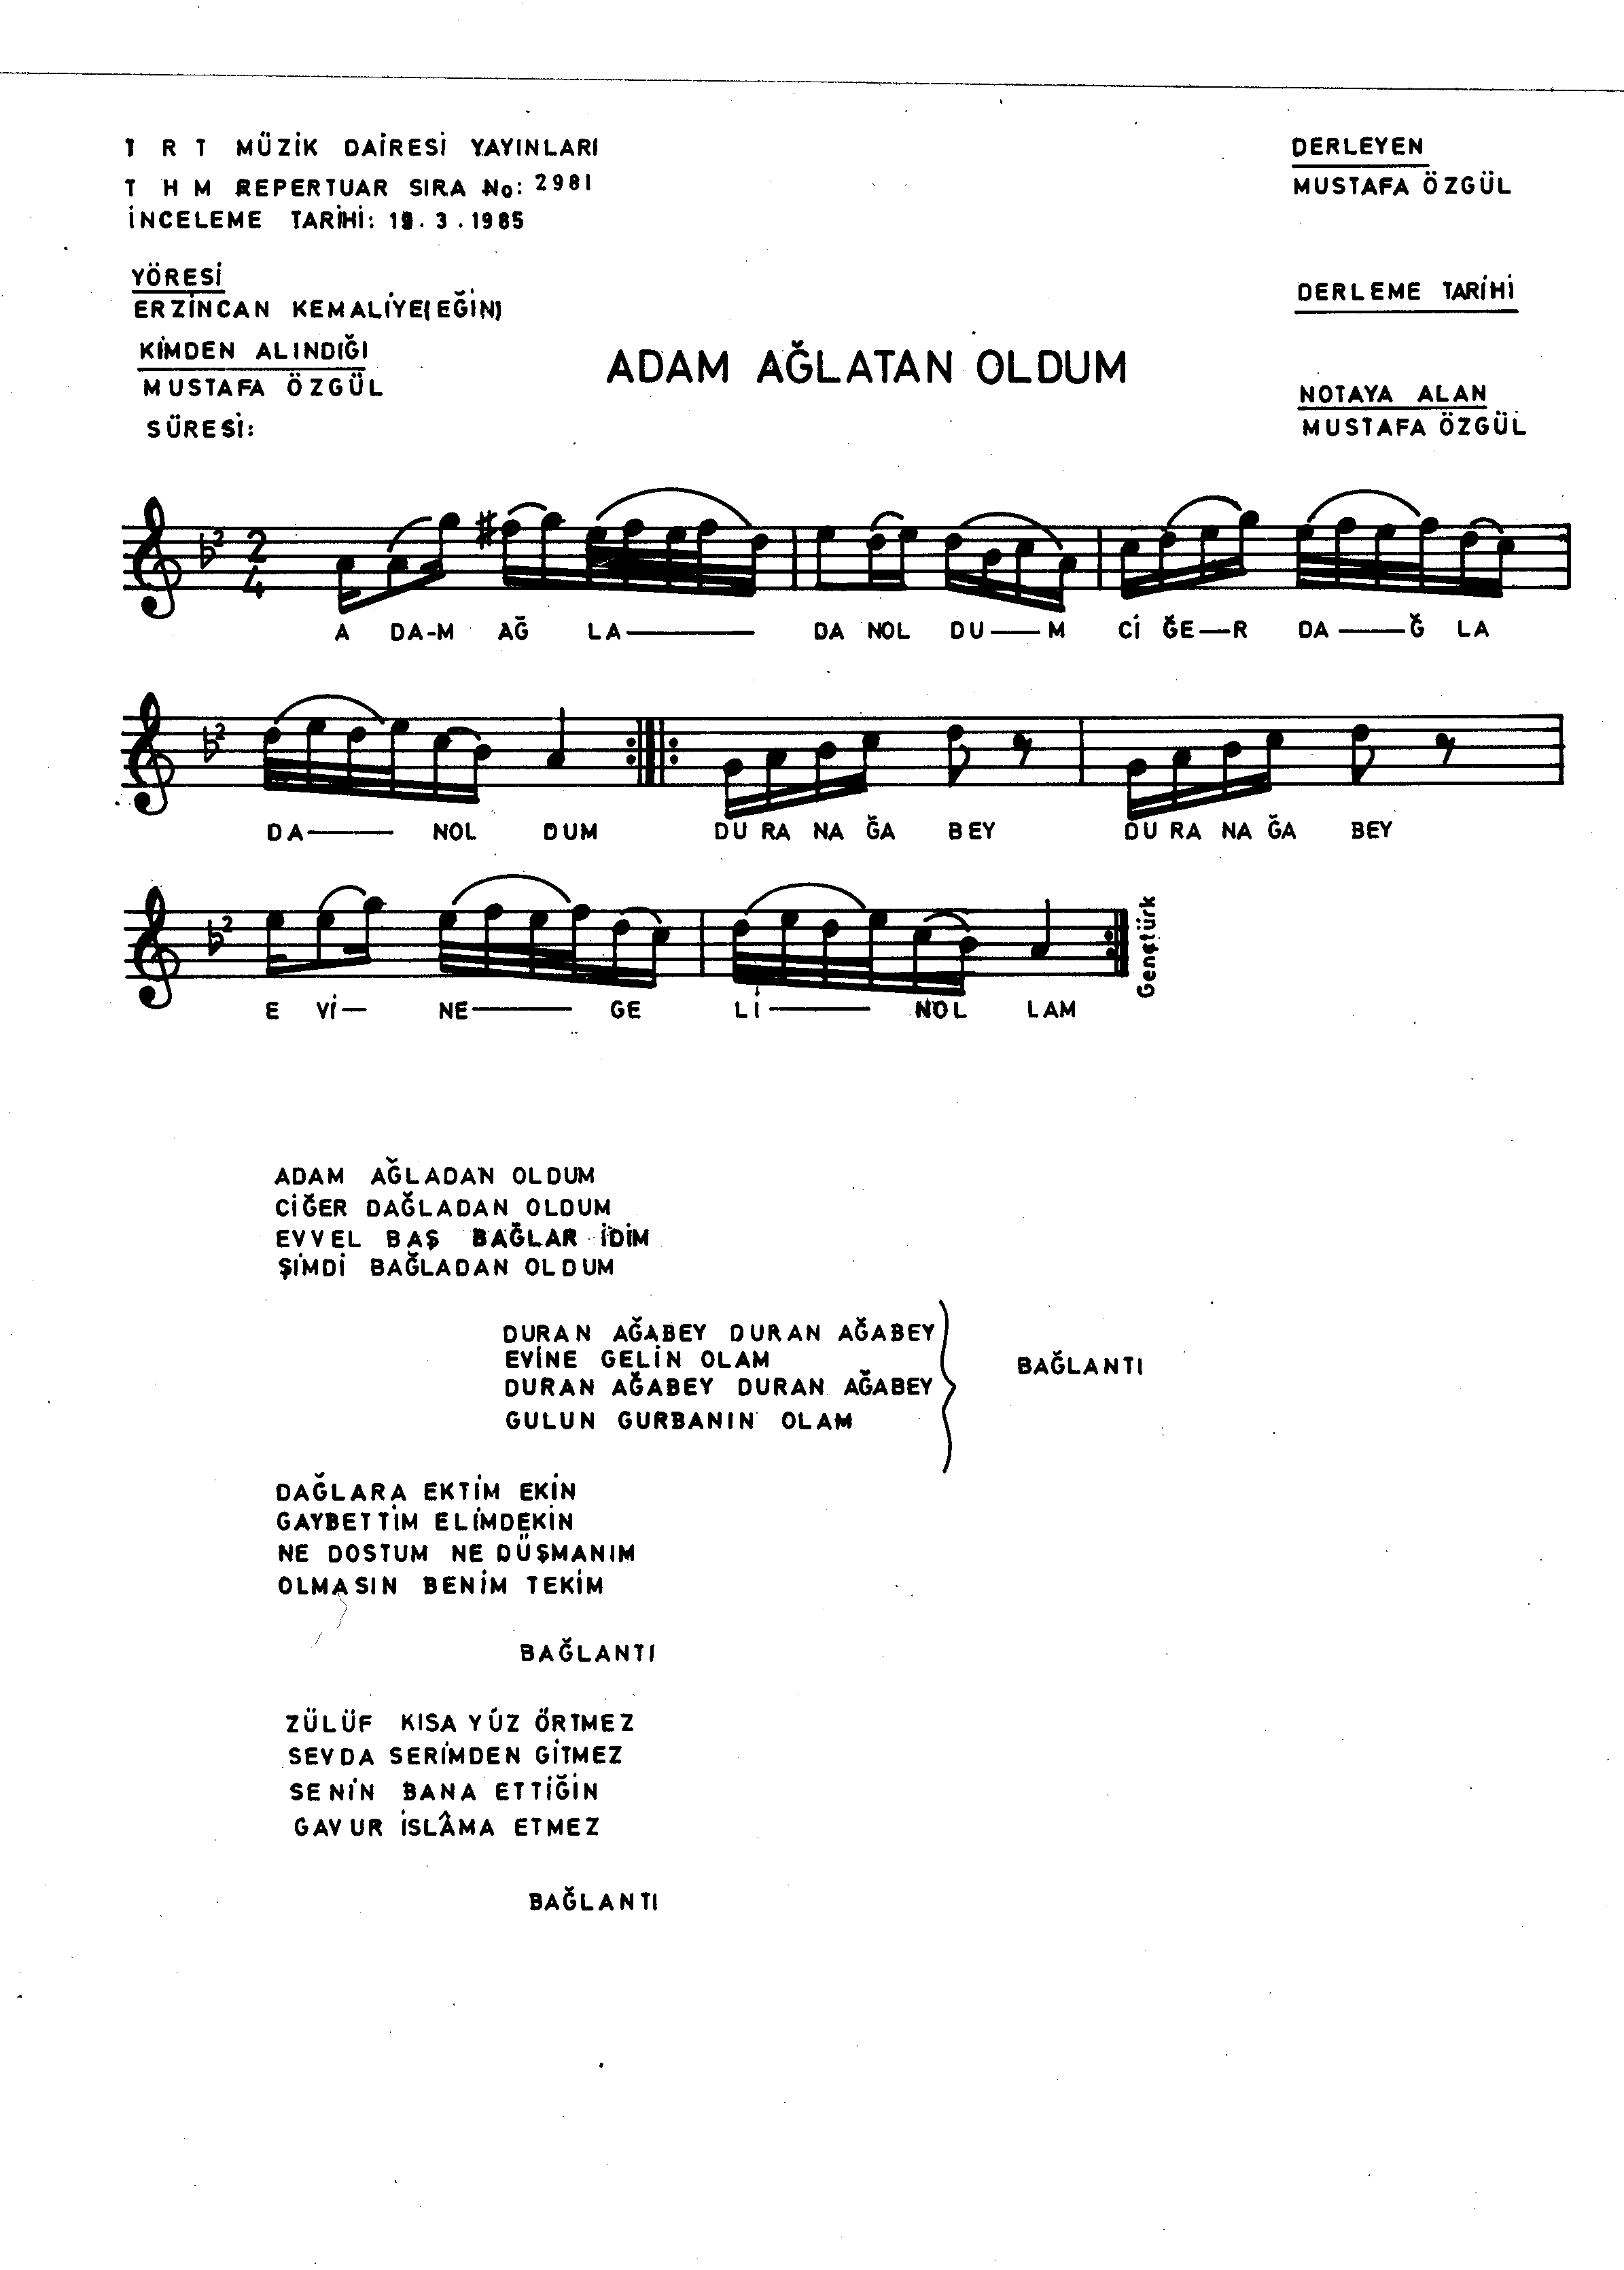 T R T MÜZİK DAİRESİ YAYINLARI
T H M REPERTUAR SIRA No: 2981
İNCELEME TARİHİ: 19.3.1985
DERLEYEN
MUSTAFA ÖZGÜL
YÖRESİ
ERZİNCAN KEMALİYE(EĞİN)
DERLEME TARİHİ
KİMDEN ALINDIĞI
MUSTAFA ÖZGÜL
SÜRESİ:
ADAM AĞLATAN OLDUM
NOTAYA ALAN
MUSTAFA ÖZGÜL
2
2
4
A DA-M AĞ LA—— DA NOL DU—M Cİ ĞE—R DA—Ğ LA
2
DA—— NOL DUM DU RA NA ĞA BEY DU RA NA ĞA BEY
2
E Vİ— NE—— GE Lİ—— NOL LAM
Gençtürk
ADAM AĞLADAN OLDUM
CİĞER DAĞLADAN OLDUM
EVVEL BAŞ BAĞLAR İDİM
ŞİMDİ BAĞLADAN OLDUM
DURAN AĞABEY DURAN AĞABEY
EVİNE GELİN OLAM
DURAN AĞABEY DURAN AĞABEY
GULUN GURBANIN OLAM
BAĞLANTI
DAĞLARA EKTİM EKİN
GAYBETTİM ELİMDEKİN
NE DOSTUM NE DÜŞMANIM
OLMASIN BENİM TEKİM
BAĞLANTI
ZÜLÜF KISA YÜZ ÖRTMEZ
SEVDA SERİMDEN GİTMEZ
SENİN BANA ETTİĞİN
GAVUR İSLÂMA ETMEZ
BAĞLANTI